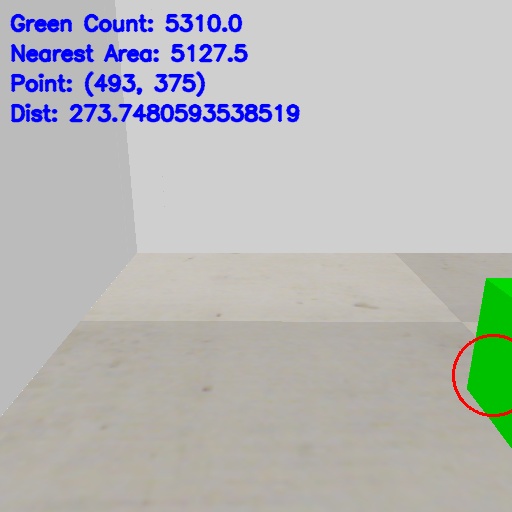 Green Count: 5310.0
Nearest Area: 5127.5
Point: (493, 375)
Dist: 273.7480593538519